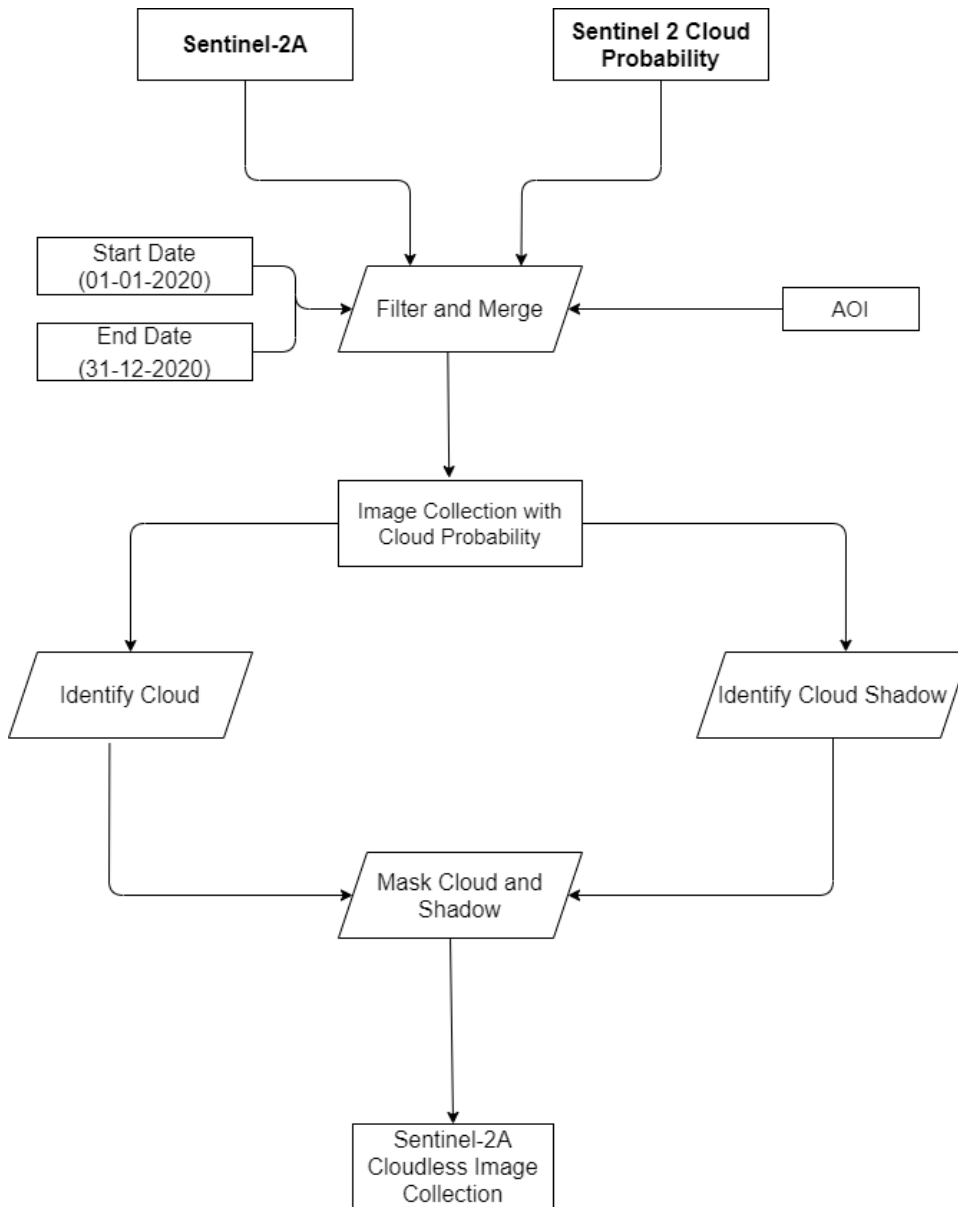 Sentinel-2A
Sentinel 2 Cloud
Probability
Start Date
(01-01-2020)
End Date
(31-12-2020)
Filter and Merge
AOI
Image Collection with
Cloud Probability
Identify Cloud
Identify Cloud Shadow
Mask Cloud and
Shadow
Sentinel-2A
Cloudless Image
Collection